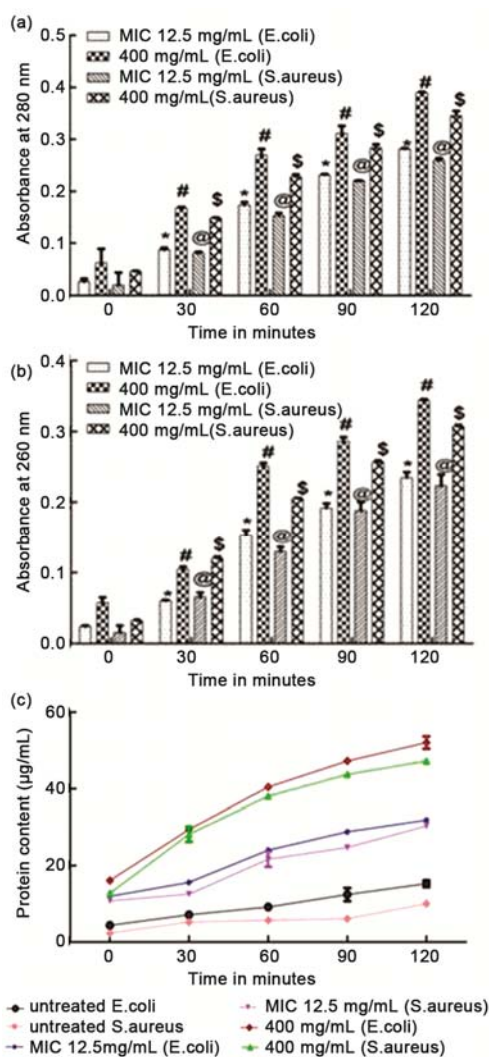 (a)
MIC 12.5 mg/mL (E.coli)
400 mg/mL (E.coli)
MIC 12.5 mg/mL (S.aureus)
400 mg/mL(S.aureus)
Absorbance at 280 nm
0.5
0.4
0.3
0.2
0.1
0.0
* # @ $
* # @ $
* # @ $
* # @ $
0 30 60 90 120
Time in minutes
(b)
MIC 12.5 mg/mL (E.coli)
400 mg/mL (E.coli)
MIC 12.5 mg/mL (S.aureus)
400 mg/mL(S.aureus)
Absorbance at 260 nm
0.4
0.3
0.2
0.1
0.0
* # @ $
* # @ $
* # @ $
* # @ $
0 30 60 90 120
Time in minutes
(c)
Protein content (μg/mL)
60
40
20
0
0 30 60 90 120
Time in minutes
untreated E.coli
untreated S.aureus
MIC 12.5mg/mL (E.coli)
MIC 12.5 mg/mL (S.aureus)
400 mg/mL (E.coli)
400 mg/mL (S.aureus)